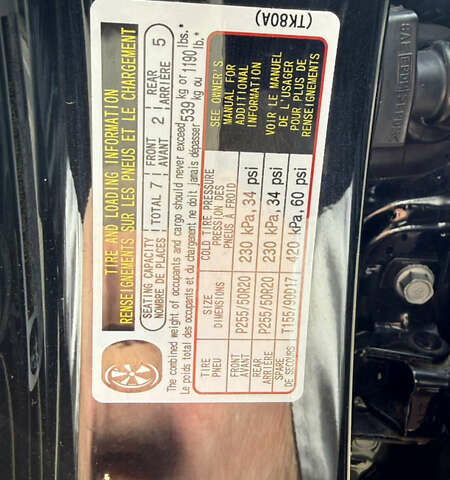 TIRE AND LOADING INFORMATION
RENSEIGNEMENTS SUR LES PNEUS ET LE CHARGEMENT
SEATING CAPACITY
NOMBRE DE PLACES
TOTAL 7
FRONT
AVANT
2
REAR
ARRIÈRE
5
The combined weight of occupants and cargo should never exceed 539 kg or 1190 lbs.
Le poids total des occupants et du chargement ne doit jamais dépasser kg ou lb.
TIRE
PNEU
SIZE
DIMENSIONS
COLD TIRE PRESSURE
PRESSION DES
PNEUS À FROID
FRONT
AVANT
P255/50R20
230 kPa, 34 psi
REAR
ARRIÈRE
P255/50R20
230 kPa, 34 psi
SPARE
DE SECOURS
T155/90D17
420 kPa, 60 psi
SEE OWNER'S
MANUAL FOR
ADDITIONAL
INFORMATION
VOIR LE MANUEL
DE L'USAGER
POUR PLUS DE
RENSEIGNEMENTS
(TK80A)